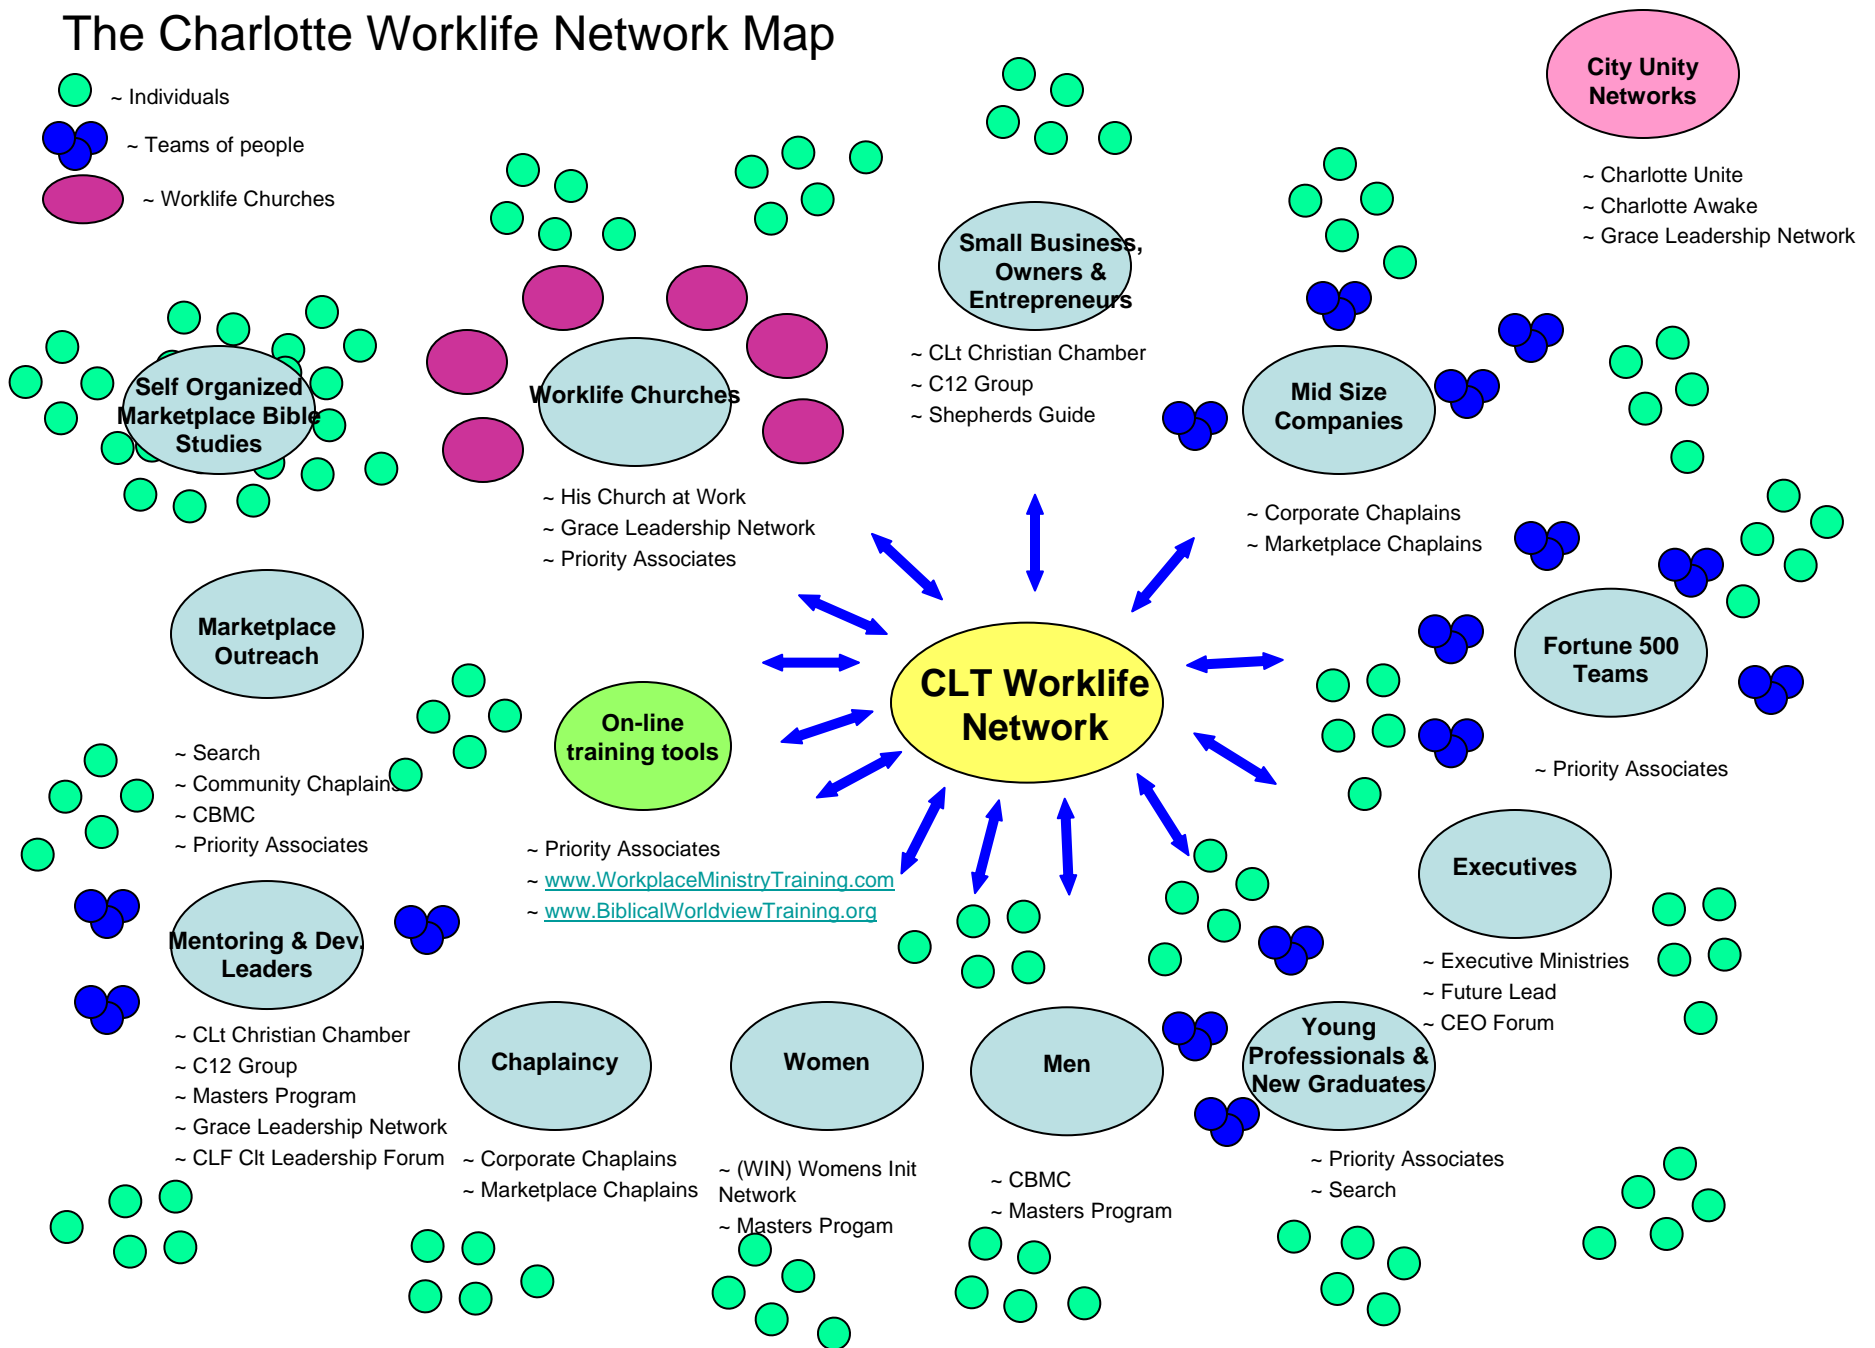 The Charlotte Worklife Network Map
~ Individuals
~ Teams of people
~ Worklife Churches
City Unity
Networks
~ Charlotte Unite
~ Charlotte Awake
~ Grace Leadership Network
Small Business,
Owners &
Entrepreneurs
~ CLt Christian Chamber
~ C12 Group
~ Shepherds Guide
Self Organized
Marketplace Bible
Studies
Worklife Churches
~ His Church at Work
~ Grace Leadership Network
~ Priority Associates
Mid Size
Companies
~ Corporate Chaplains
~ Marketplace Chaplains
Marketplace
Outreach
~ Search
~ Community Chaplains
~ CBMC
~ Priority Associates
On-line
training tools
~ Priority Associates
~ www.WorkplaceMinistryTraining.com
~ www.BiblicalWorldviewTraining.org
CLT Worklife
Network
Fortune 500
Teams
~ Priority Associates
Executives
~ Executive Ministries
~ Future Lead
~ CEO Forum
Mentoring & Dev.
Leaders
~ CLt Christian Chamber
~ C12 Group
~ Masters Program
~ Grace Leadership Network
~ CLF Clt Leadership Forum
Chaplaincy
~ Corporate Chaplains
~ Marketplace Chaplains
Women
~ (WIN) Womens Init
Network
~ Masters Progam
Men
~ CBMC
~ Masters Program
Young
Professionals &
New Graduates
~ Priority Associates
~ Search